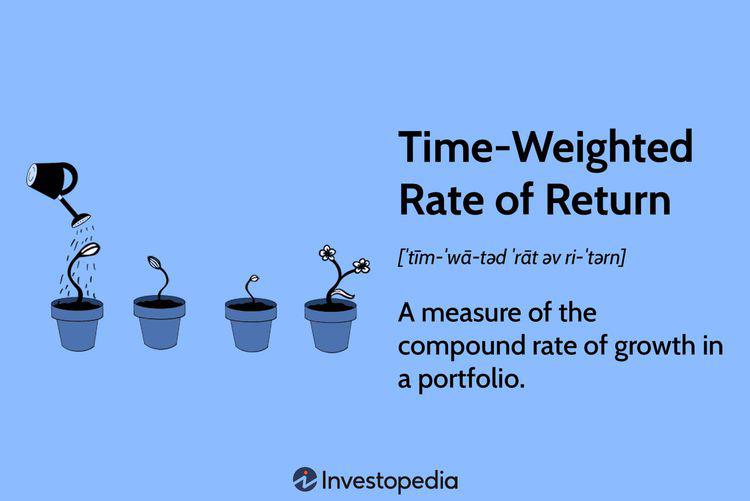 Time-Weighted
Rate of Return
[ˈtīm-ˈwā-təd ˈrāt əv ri-ˈtərn]
A measure of the
compound rate of growth in
a portfolio.
Investopedia